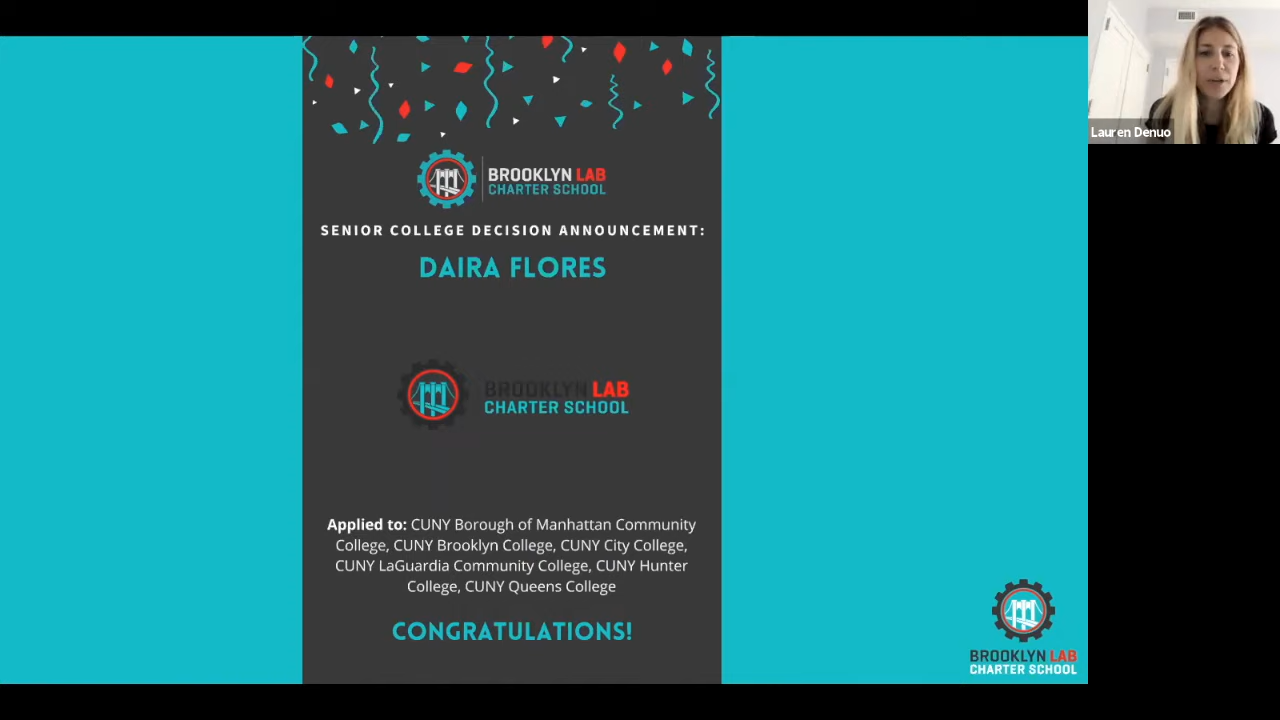 BROOKLYN LAB
CHARTER SCHOOL
SENIOR COLLEGE DECISION ANNOUNCEMENT:
DAIRA FLORES
BROOKLYN LAB
CHARTER SCHOOL
Applied to: CUNY Borough of Manhattan Community
College, CUNY Brooklyn College, CUNY City College,
CUNY LaGuardia Community College, CUNY Hunter
College, CUNY Queens College
CONGRATULATIONS!
Lauren Denuo
BROOKLYN LAB
CHARTER SCHOOL